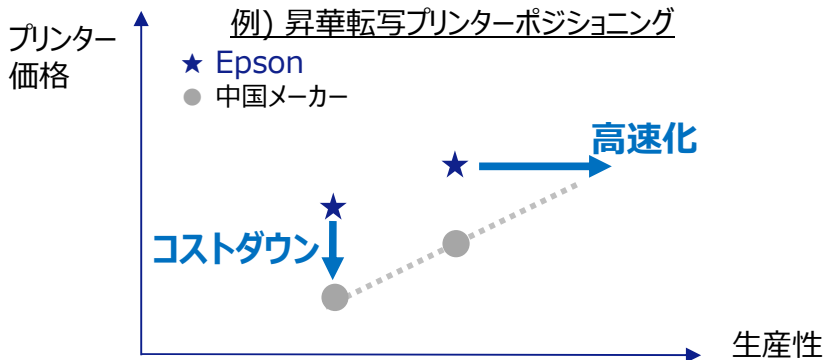 例) 昇華転写プリンターポジショニング
プリンター
価格
★ Epson
● 中国メーカー
高速化
コストダウン
生産性